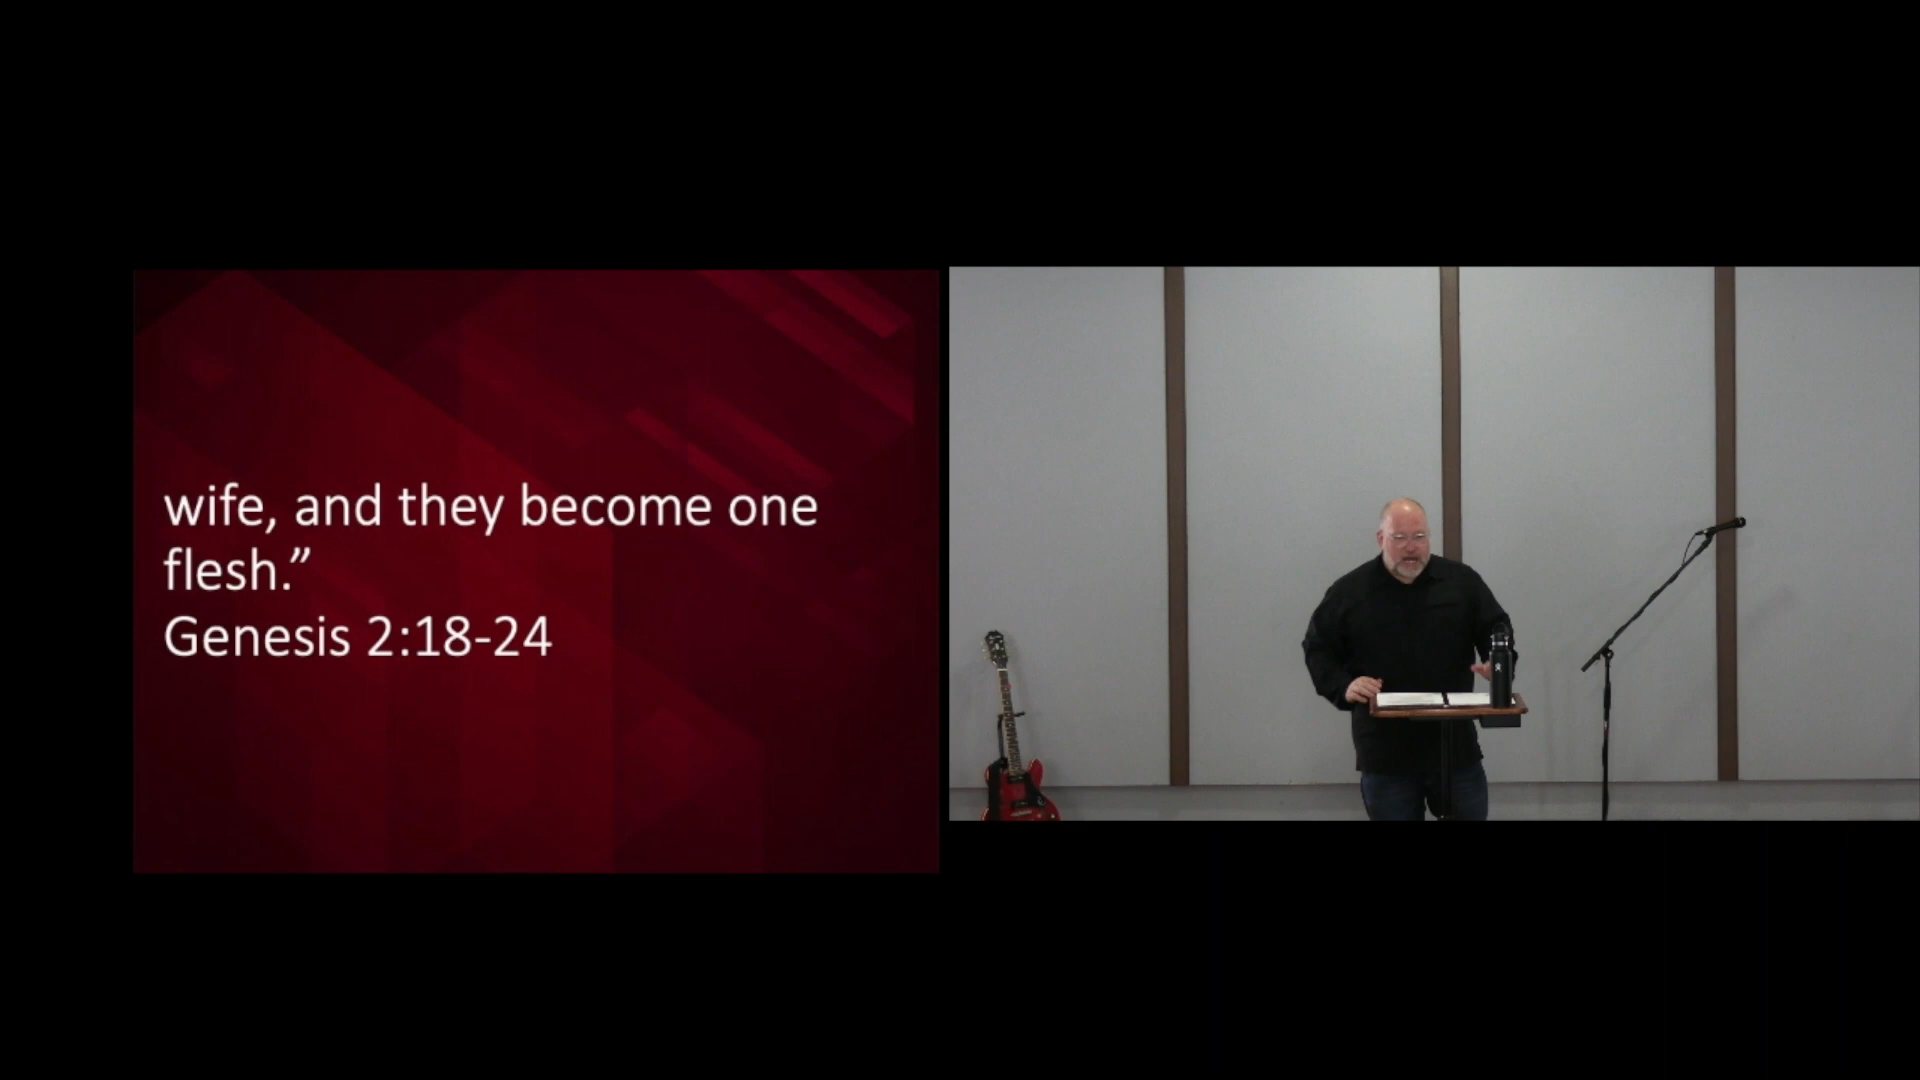 wife, and they become one
flesh.”
Genesis 2:18-24